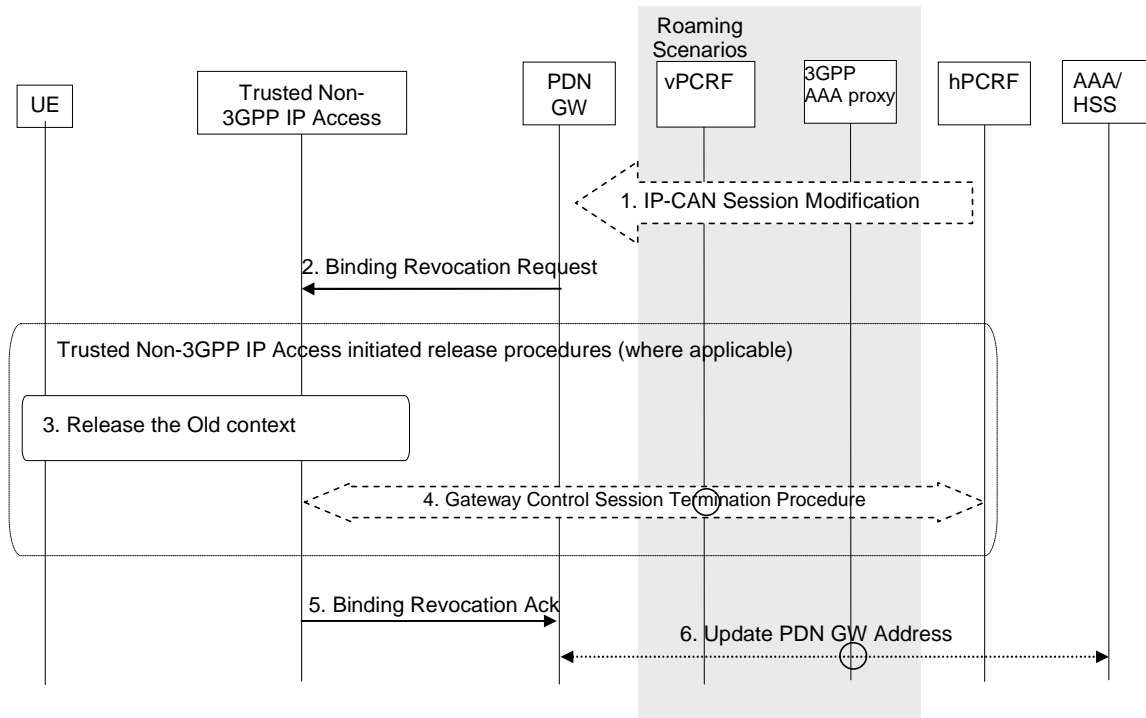 Roaming
Scenarios
UE
Trusted Non-
3GPP IP Access
PDN
GW
vPCRF
3GPP
AAA proxy
hPCRF
AAA/
HSS
1. IP-CAN Session Modification
2. Binding Revocation Request
Trusted Non-3GPP IP Access initiated release procedures (where applicable)
3. Release the Old context
4. Gateway Control Session Termination Procedure
5. Binding Revocation Ack
6. Update PDN GW Address